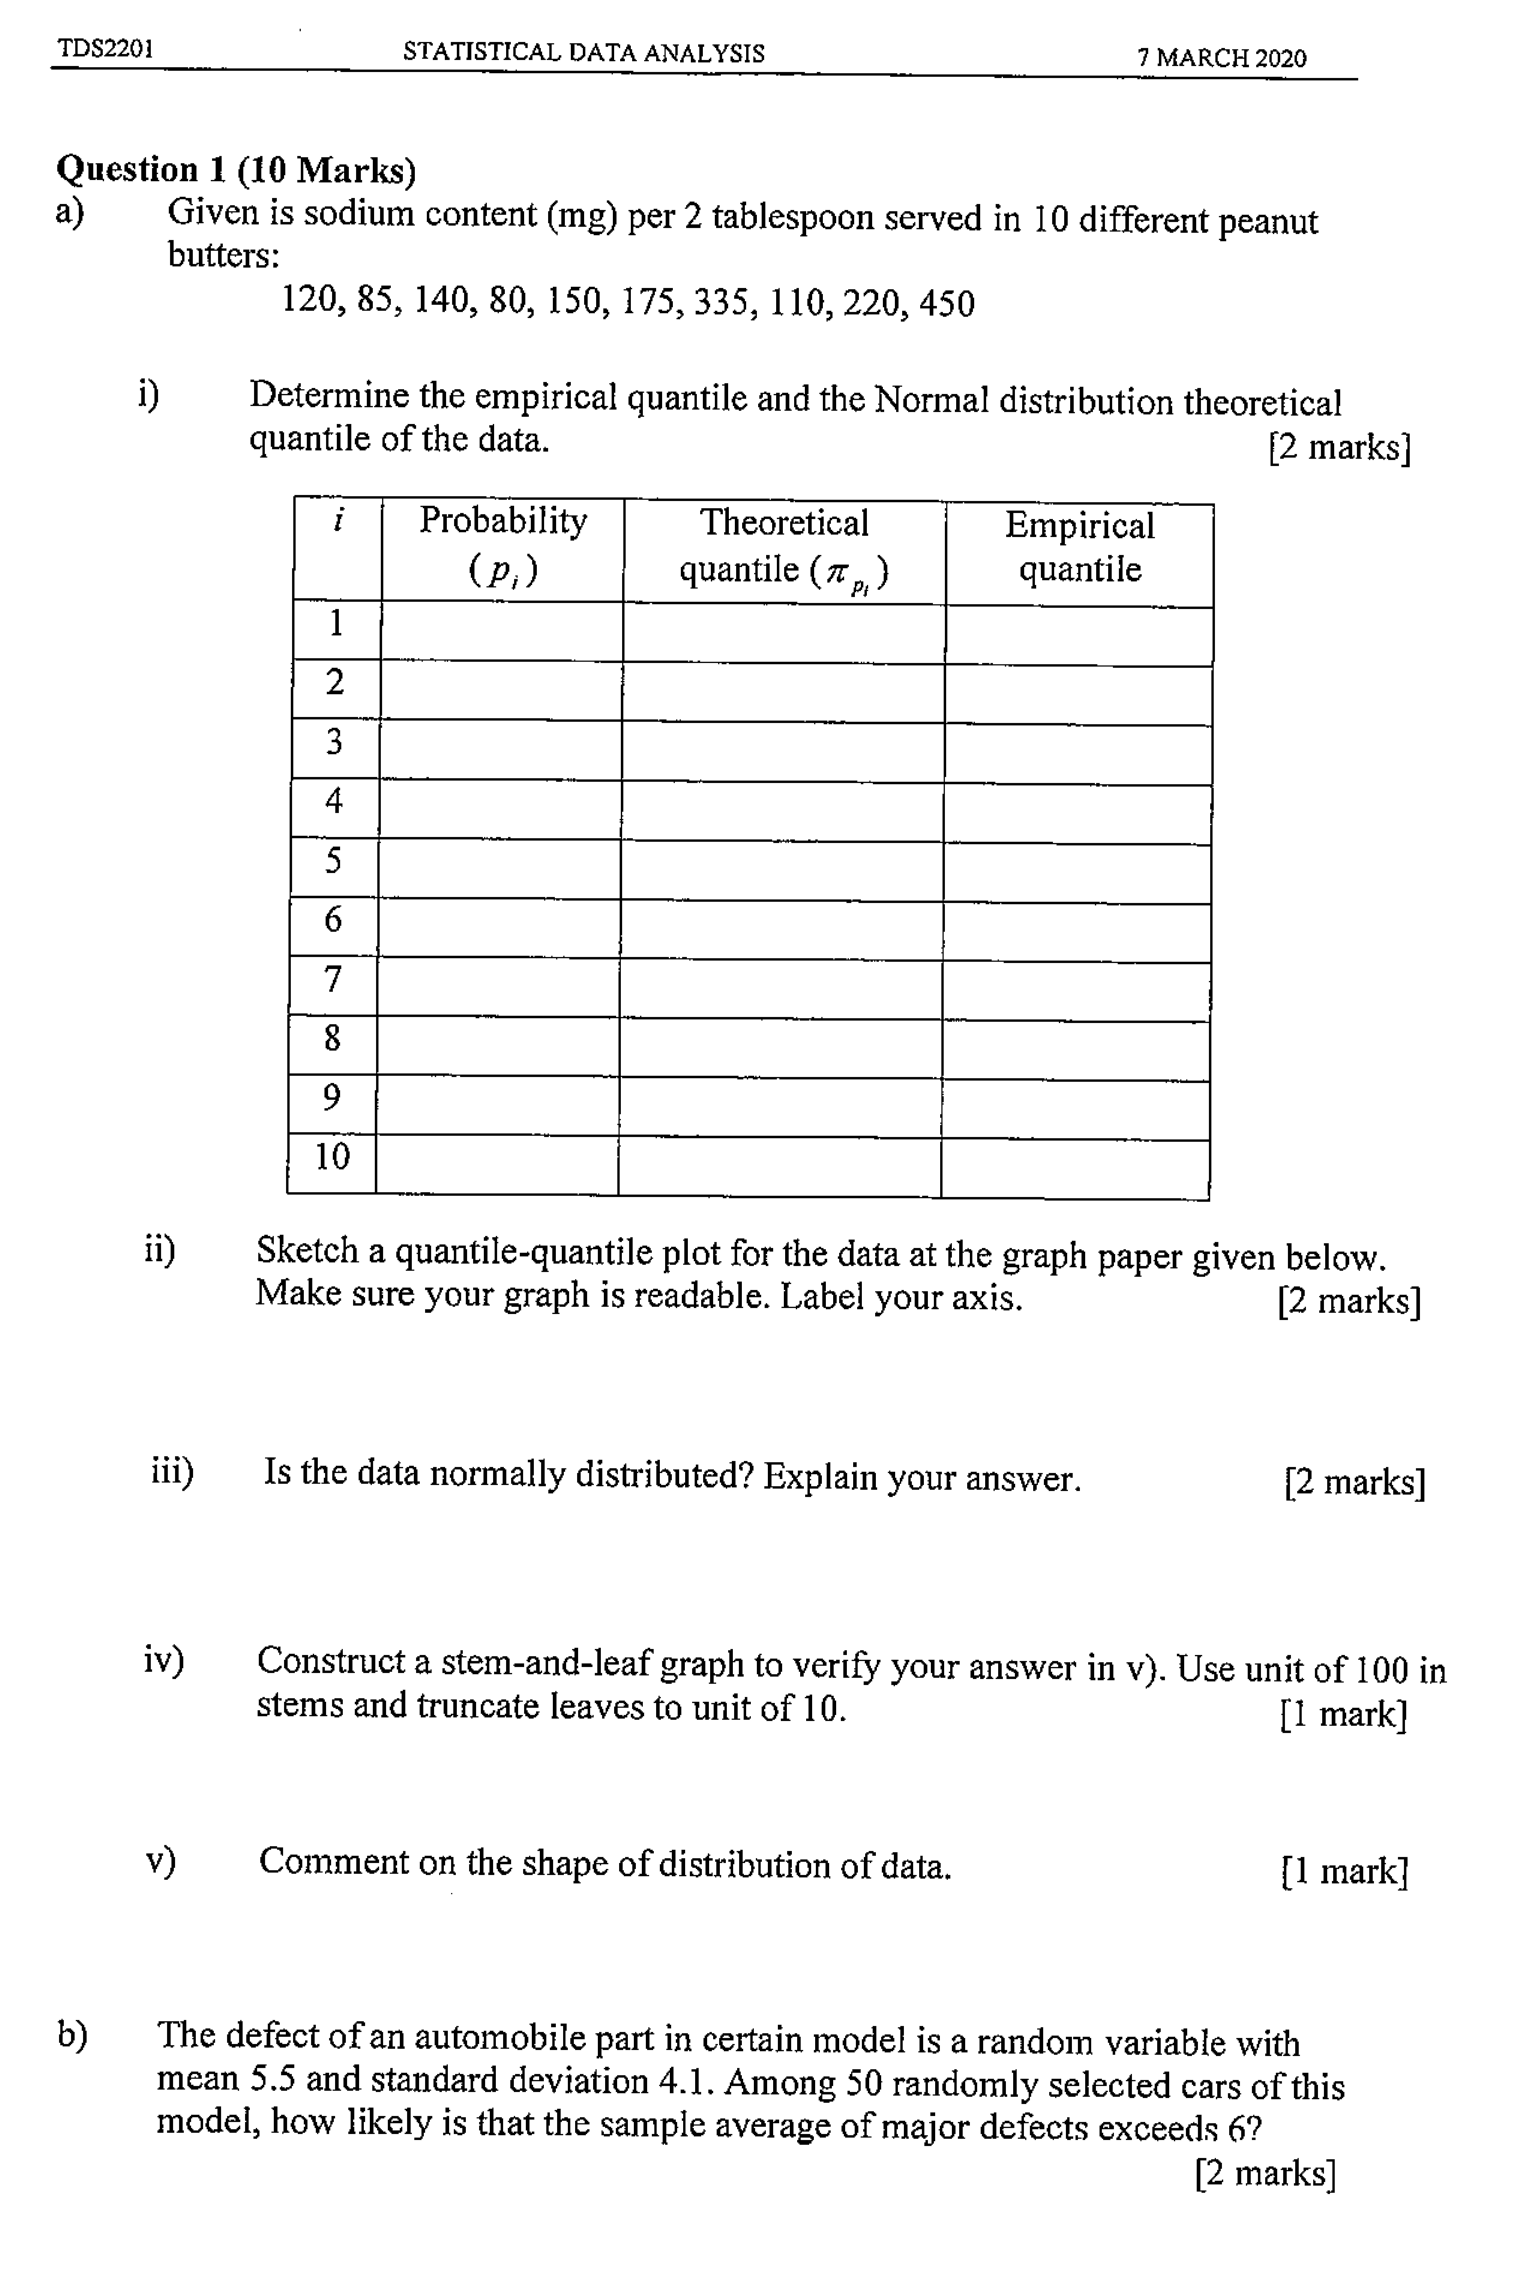 TDS2201 STATISTICAL DATA ANALYSIS 7 MARCH 2020
Question 1 (10 Marks)
a) Given is sodium content (mg) per 2 tablespoon served in 10 different peanut
butters:
120, 85, 140, 80, 150, 175, 335, 110, 220, 450
i) Determine the empirical quantile and the Normal distribution theoretical
quantile of the data. [2 marks]
i Probability Theoretical Empirical
(p_i) quantile (π_{p_i}) quantile
1
2
3
4
5
6
7
8
9
10
ii) Sketch a quantile-quantile plot for the data at the graph paper given below.
Make sure your graph is readable. Label your axis. [2 marks]
iii) Is the data normally distributed? Explain your answer. [2 marks]
iv) Construct a stem-and-leaf graph to verify your answer in v). Use unit of 100 in
stems and truncate leaves to unit of 10. [1 mark]
v) Comment on the shape of distribution of data. [1 mark]
b) The defect of an automobile part in certain model is a random variable with
mean 5.5 and standard deviation 4.1. Among 50 randomly selected cars of this
model, how likely is that the sample average of major defects exceeds 6?
[2 marks]